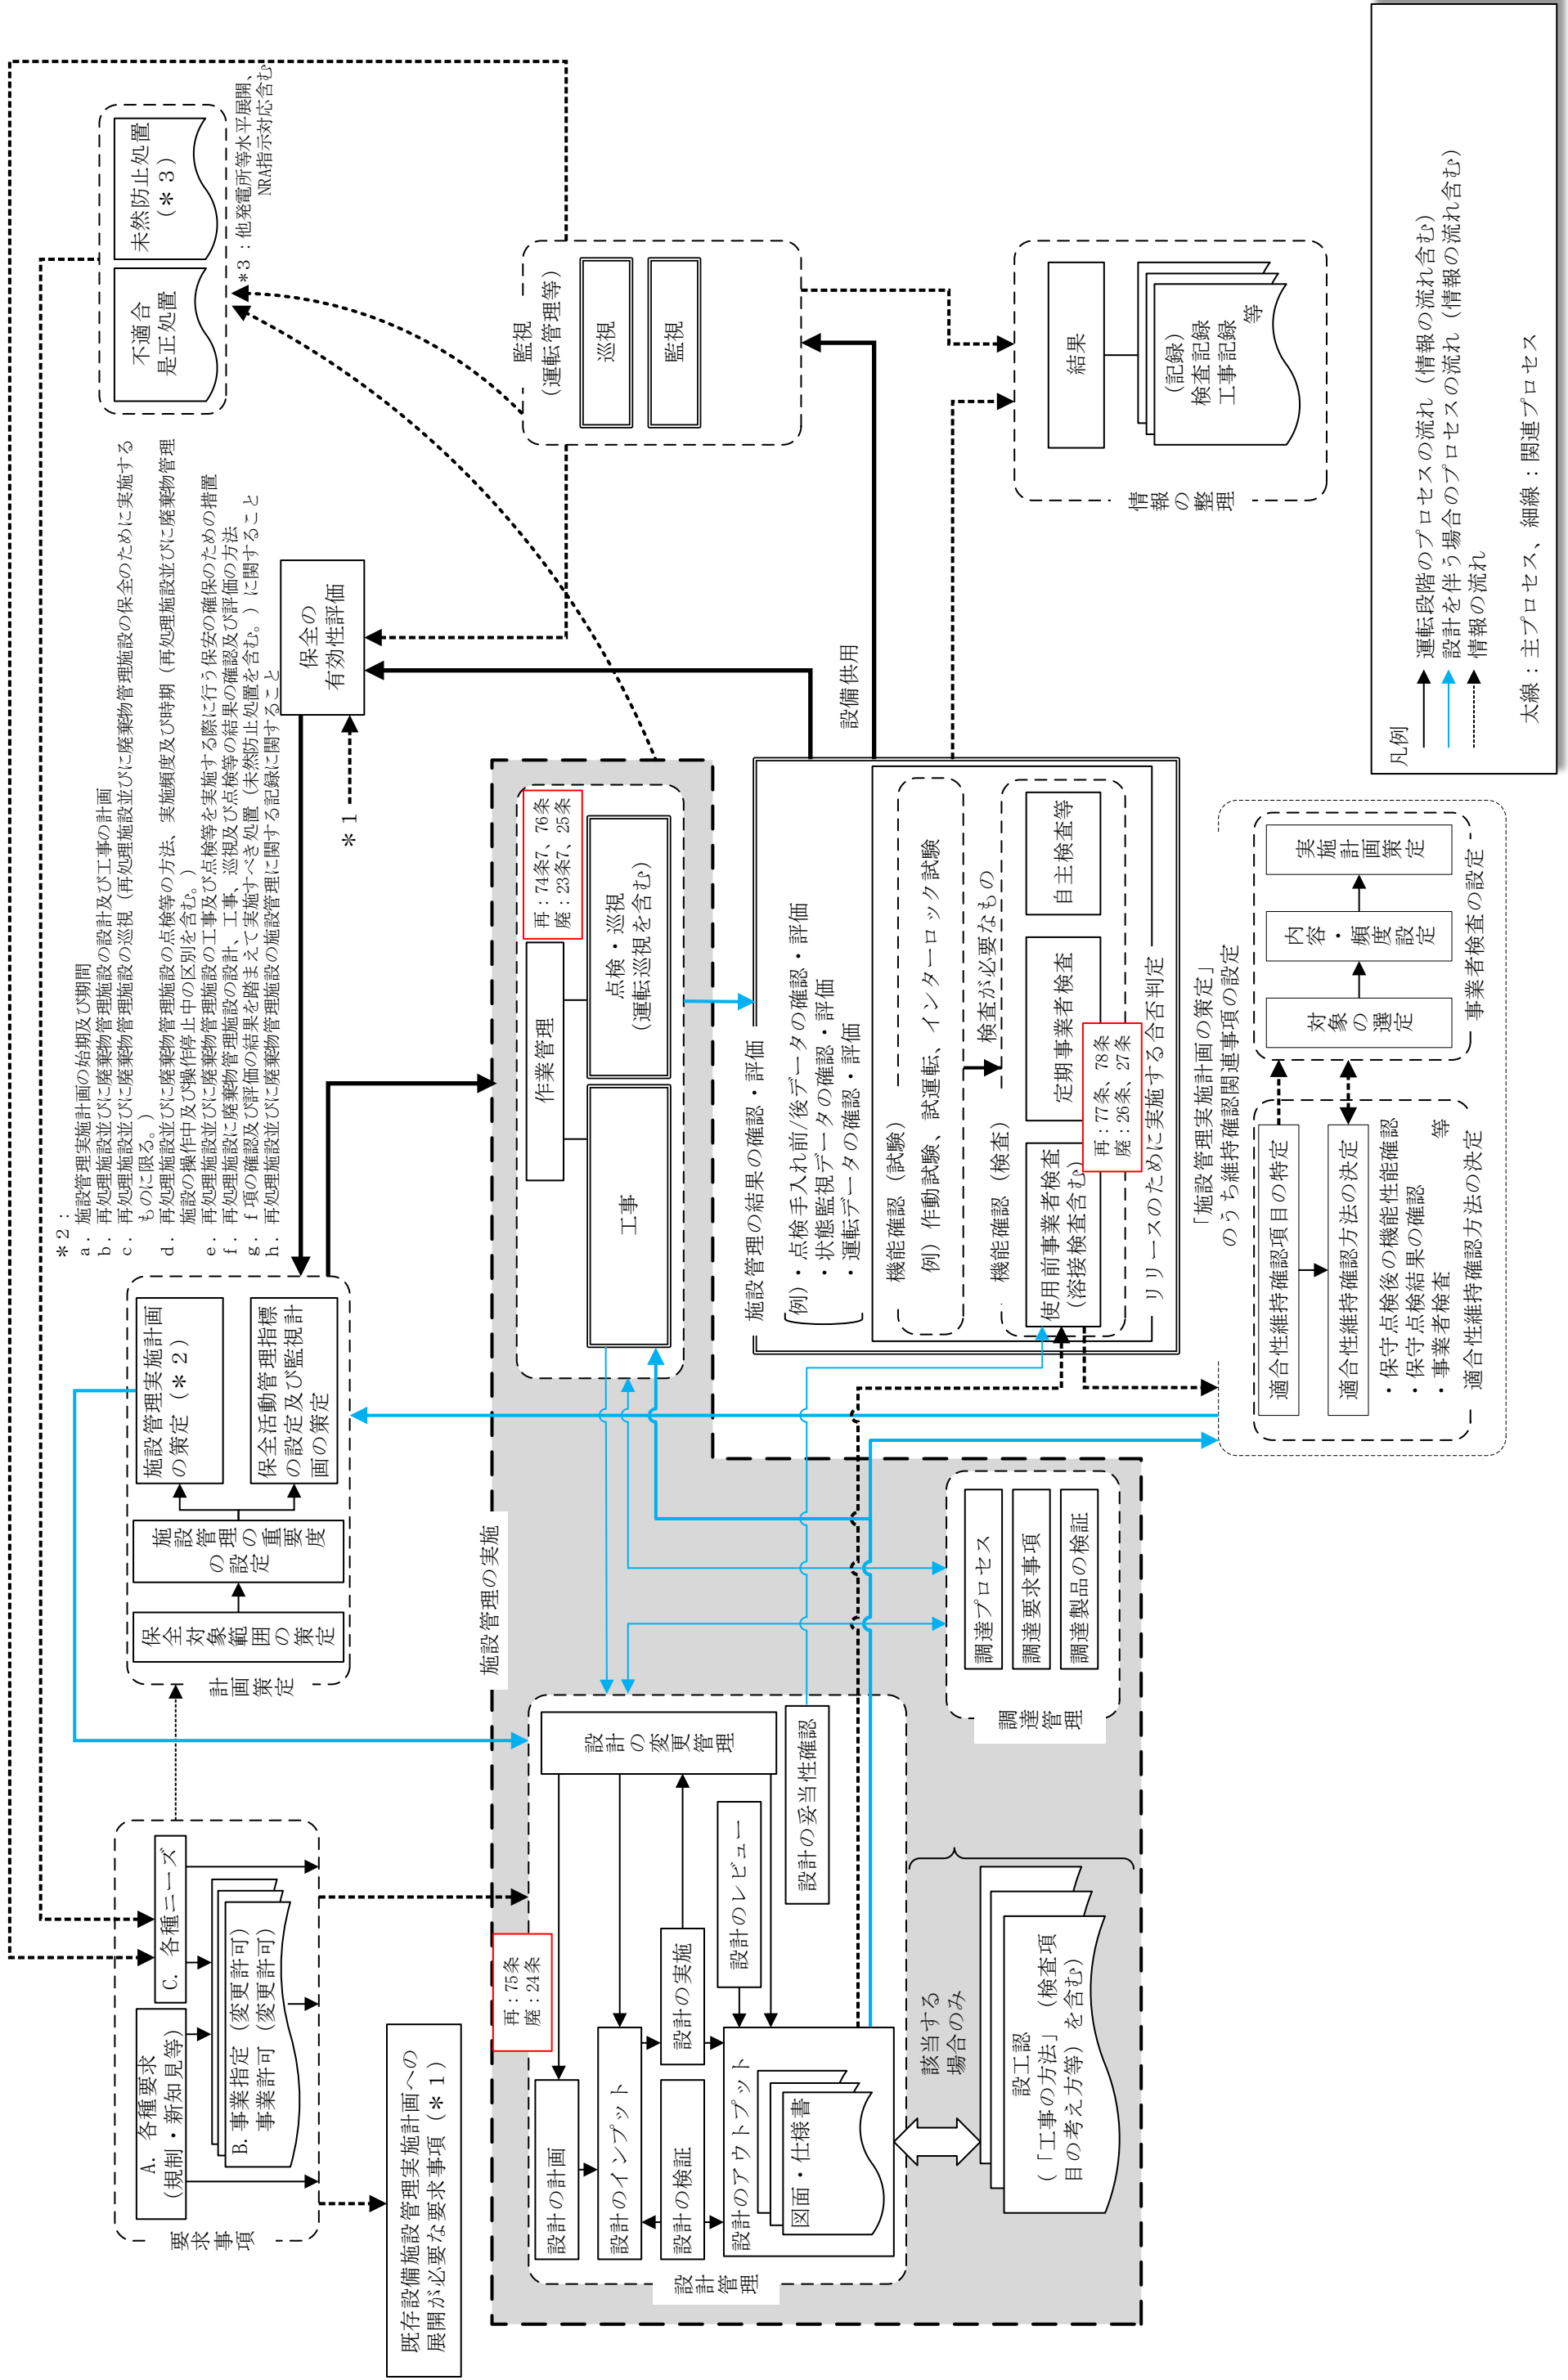 要求事項
A. 各種要求
(規制・新知見等)
C. 各種ニーズ
B. 事業指定（変更許可）
事業許可（変更許可）
既存設備施設管理実施計画への
展開が必要な要求事項（＊１）
計画策定
保全対象範囲の策定
施設管理の重要度
の設定
施設管理実施計画
の策定（＊２）
保全活動管理指標
の設定及び監視計
画の策定
＊２：
ａ．施設管理実施計画の始期及び期間
ｂ．再処理施設並びに廃棄物管理施設の設計及び工事の計画
ｃ．再処理施設並びに廃棄物管理施設の巡視（再処理施設並びに廃棄物管理施設の保全のために実施する
ものに限る。）
ｄ．再処理施設並びに廃棄物管理施設の点検等の方法、実施頻度及び時期（再処理施設並びに廃棄物管理
施設の操作中及び操作停止中の区別を含む。）
ｅ．再処理施設並びに廃棄物管理施設の工事及び点検等を実施する際に行う保安の確保のための措置
ｆ．再処理施設に廃棄物管理施設の設計、工事、巡視及び点検等の結果の確認及び評価の方法
ｇ．ｆ項の確認及び評価の結果を踏まえて実施すべき処置（未然防止処置を含む。）に関すること
ｈ．再処理施設並びに廃棄物管理施設の施設管理に関する記録に関すること
保全の
有効性評価
＊１
不適合
是正処置
未然防止処置
（＊３）
＊3：他発電所等水平展開、
NRA指示対応含む
施設管理の実施
再：75条
廃：24条
設計管理
設計の計画
設計のインプット
設計の検証
設計の実施
設計のアウトプット
図面・仕様書
設計のレビュー
設計の変更管理
設計の妥当性確認
該当する
場合のみ
設工認
（「工事の方法」（検査項
目の考え方等）を含む）
調達管理
調達プロセス
調達要求事項
調達製品の検証
作業管理
工事
点検・巡視
(運転巡視を含む)
再：74条7、76条
廃：23条7、25条
施設管理の結果の確認・評価
例）・点検手入れ前/後データの確認・評価
・状態監視データの確認・評価
・運転データの確認・評価
機能確認（試験）
例）作動試験、試運転、インターロック試験
機能確認（検査）
検査が必要なもの
使用前事業者検査
（溶接検査含む）
定期事業者検査
自主検査等
再：77条、78条
廃：26条、27条
リリースのために実施する合否判定
設備供用
監視
(運転管理等)
巡視
監視
情報の整理
結果
（記録）
検査記録
工事記録
等
「施設管理実施計画の策定」
のうち維持確認関連事項の設定
適合性維持確認項目の特定
適合性維持確認方法の決定
・保守点検後の機能性能確認
・保守点検結果の確認
・事業者検査
等
適合性維持確認方法の決定
対象の選定
内容・頻度設定
実施計画策定
事業者検査の設定
凡例
運転段階のプロセスの流れ（情報の流れ含む）
設計を伴う場合のプロセスの流れ（情報の流れ含む）
情報の流れ
太線：主プロセス、細線：関連プロセス